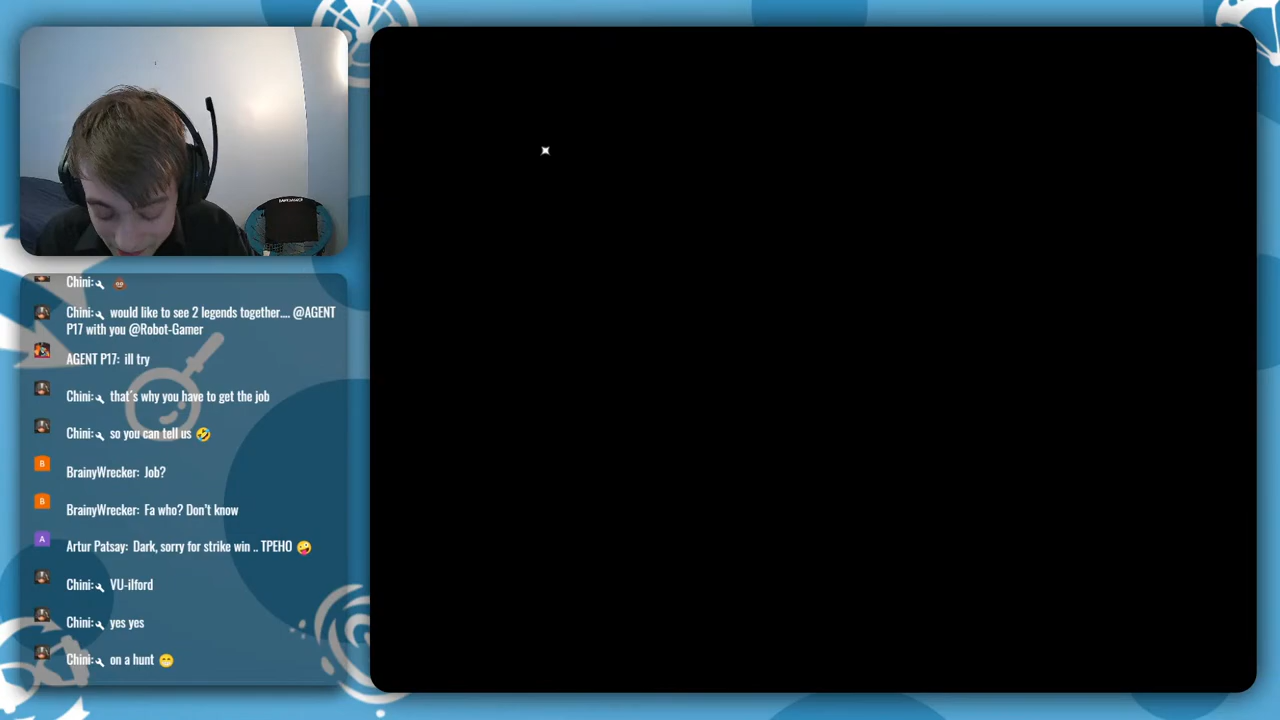 DARKGAMER
Chini: 💩
Chini: would like to see 2 legends together.... @AGENT
P17 with you @Robot-Gamer
AGENT P17: ill try
Chini: that´s why you have to get the job
Chini: so you can tell us 🤣
B
BrainyWrecker: Job?
B
BrainyWrecker: Fa who? Don't know
A
Artur Patsay: Dark, sorry for strike win .. TPEHO 🤪
Chini: VU-ilford
Chini: yes yes
Chini: on a hunt 😁